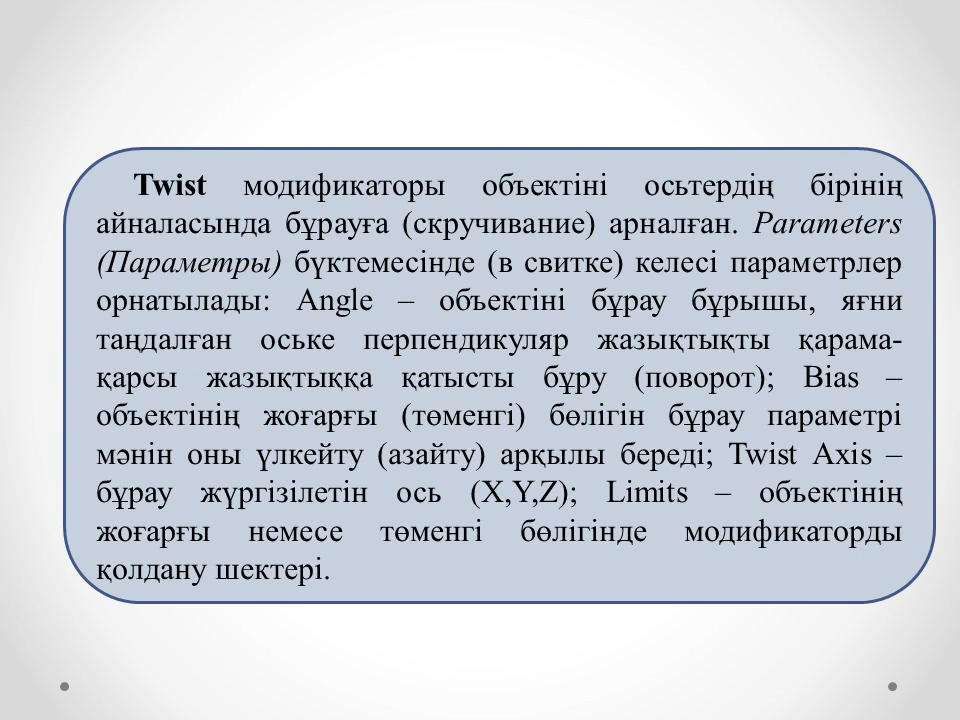 Twist модификаторы объектіні осьтердің бірінің
айналасында бұрауға (скручивание) арналған. Parameters
(Параметры) бүктемесінде (в свитке) келесі параметрлер
орнатылады: Angle – объектіні бұрау бұрышы, яғни
таңдалған оське перпендикуляр жазықтықты қарама-
қарсы жазықтыққа қатысты бұру (поворот); Bias –
объектінің жоғарғы (төменгі) бөлігін бұрау параметрі
мәнін оны үлкейту (азайту) арқылы береді; Twist Axis –
бұрау жүргізілетін ось (X,Y,Z); Limits – объектінің
жоғарғы немесе төменгі бөлігінде модификаторды
қолдану шектері.